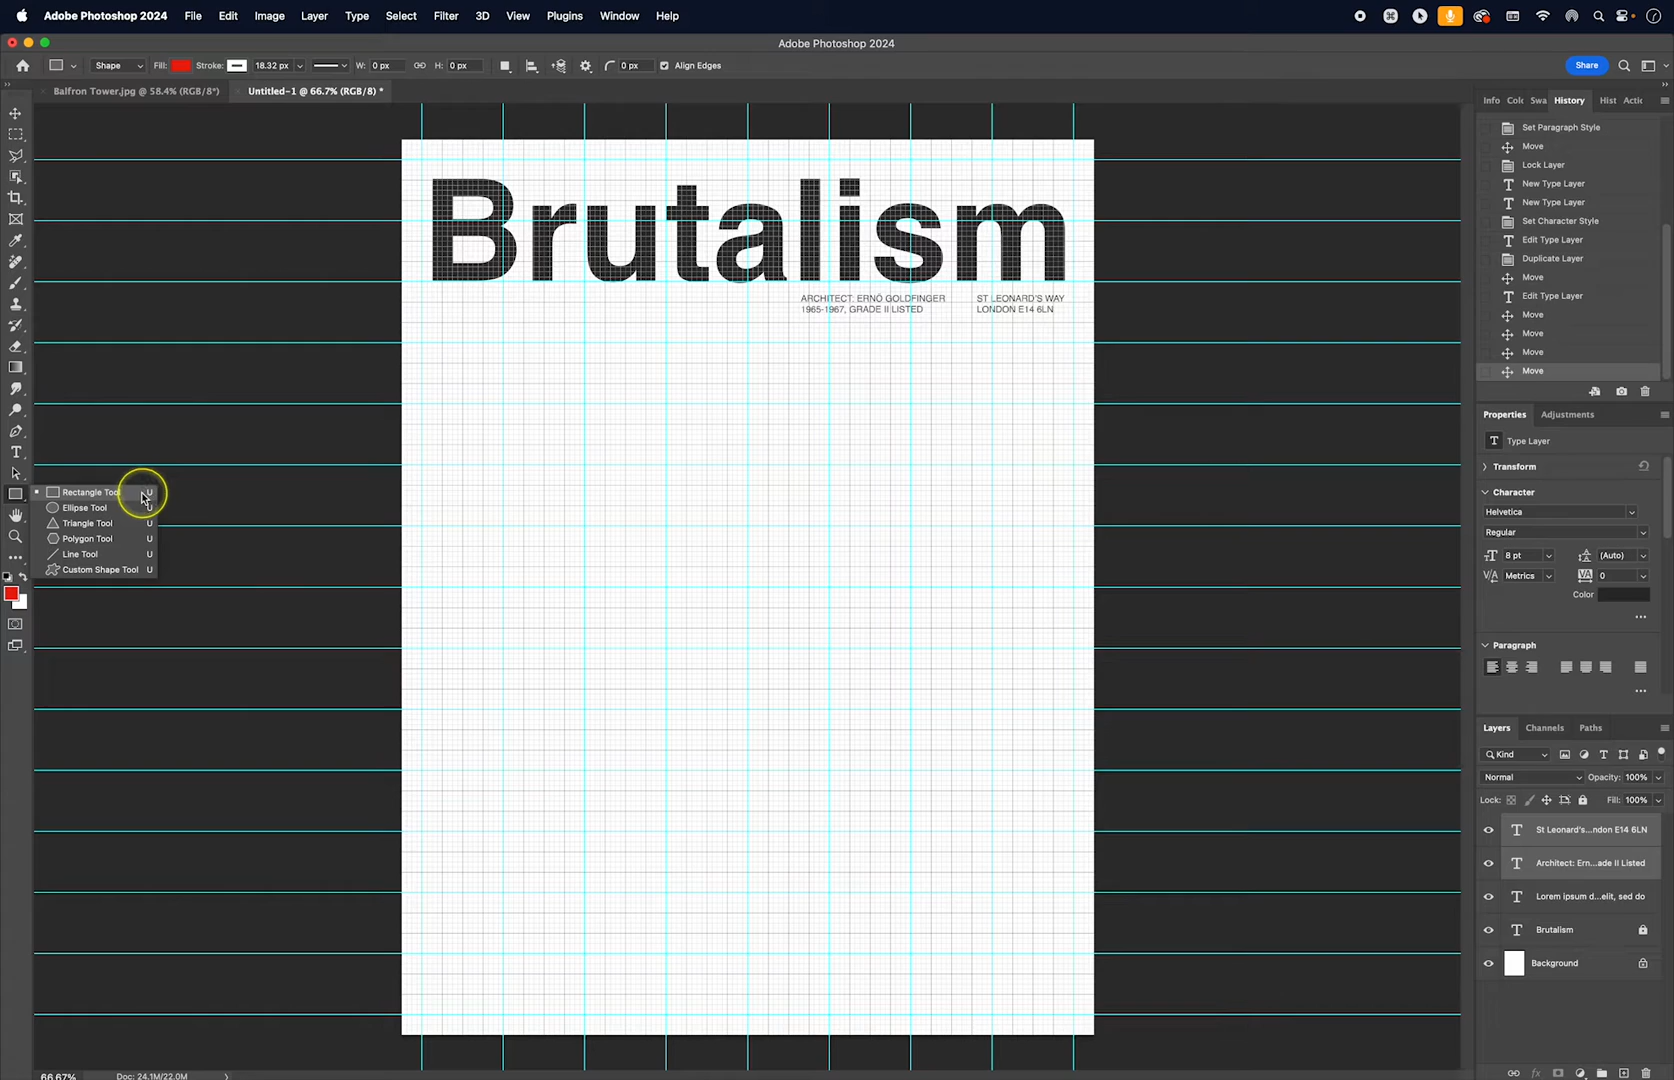 Adobe Photoshop 2024 File Edit Image Layer Type Select Filter 3D View Plugins Window Help
Adobe Photoshop 2024
Shape Fill: Stroke: 18.32 px W: 0 px H: 0 px 0 px Align Edges Share
Balfron Tower.jpg @ 58.4% (RGB/8*) Untitled-1 @ 66.7% (RGB/8) *
Brutalism
ARCHITECT: ERNÖ GOLDFINGER
1965-1967, GRADE II LISTED
ST LEONARD'S WAY
LONDON E14 6LN
Rectangle Tool U
Ellipse Tool U
Triangle Tool U
Polygon Tool U
Line Tool U
Custom Shape Tool U
Info Colo Swa History Hist Actic
Set Paragraph Style
Move
Lock Layer
New Type Layer
New Type Layer
Set Character Style
Edit Type Layer
Duplicate Layer
Move
Edit Type Layer
Move
Move
Move
Move
Properties Adjustments
T Type Layer
Transform
Character
Helvetica
Regular
8 pt (Auto)
Metrics 0
Color
Paragraph
Layers Channels Paths
Kind
Normal Opacity: 100%
Lock: Fill: 100%
St Leonard's...ndon E14 6LN
Architect: Ern...ade II Listed
Lorem ipsum d...elit, sed do
Brutalism
Background
66.67% Doc: 24.1M/22.0M